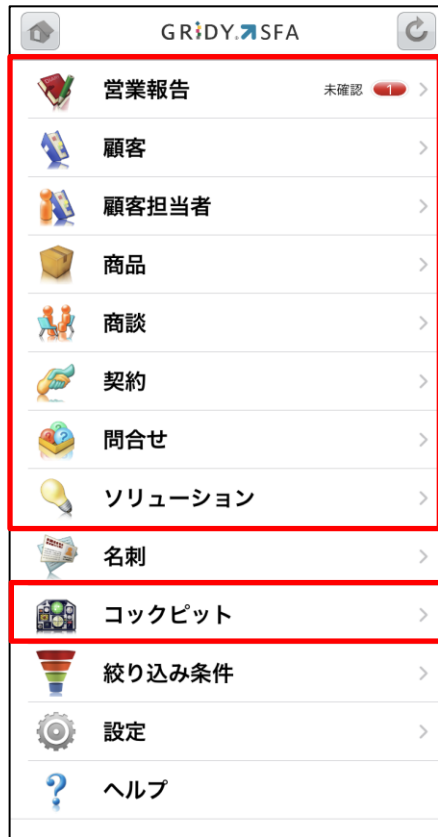 GRiDY. SFA
営業報告 未確認 1
顧客
顧客担当者
商品
商談
契約
問合せ
ソリューション
名刺
コックピット
絞り込み条件
設定
ヘルプ